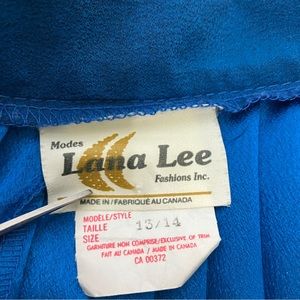 Modes
Lana Lee
Fashions Inc.
MADE IN/FABRIQUÉ AU CANADA
MODELE/STYLE
TAILLE 13/14
SIZE
GARNITURE NON COMPRISE/EXCLUSIVE OF TRIM
FAIT AU CANADA / MADE IN CANADA
CA 00372